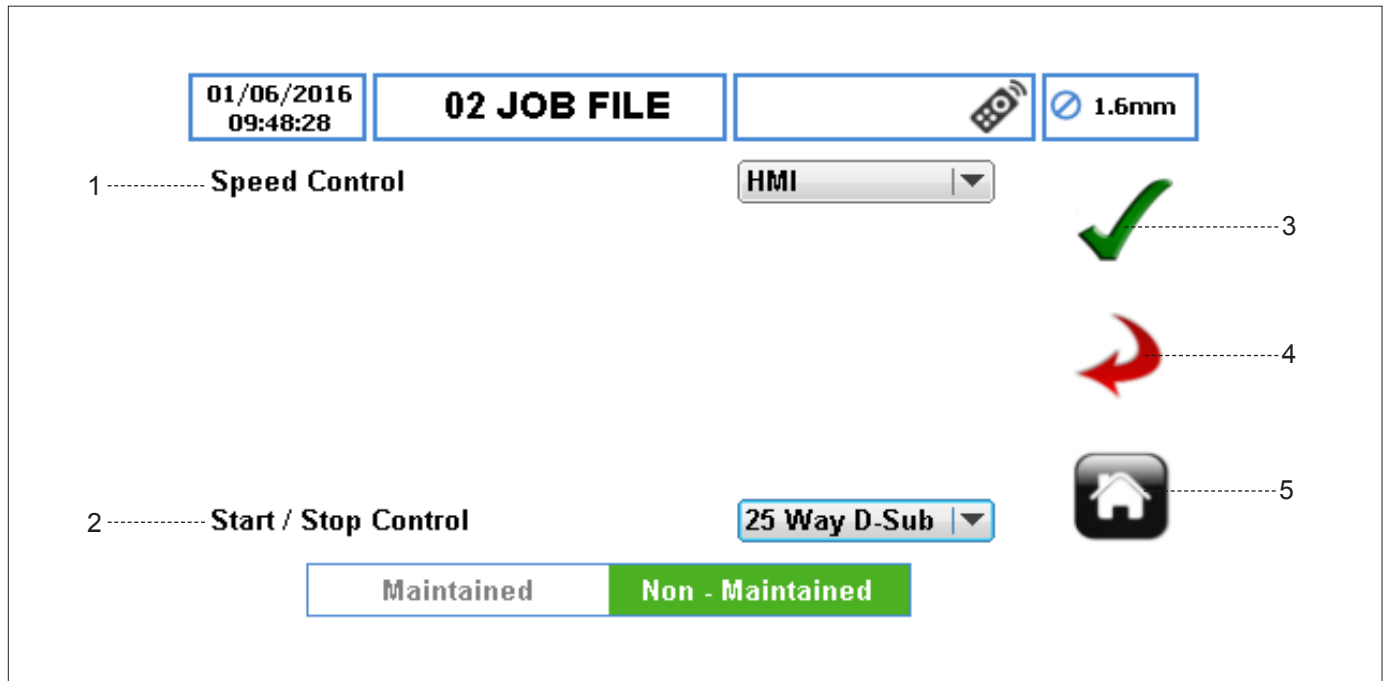 01/06/2016
09:48:28
02 JOB FILE
1.6mm
1 Speed Control HMI
3
4
5
2 Start / Stop Control 25 Way D-Sub
Maintained Non - Maintained